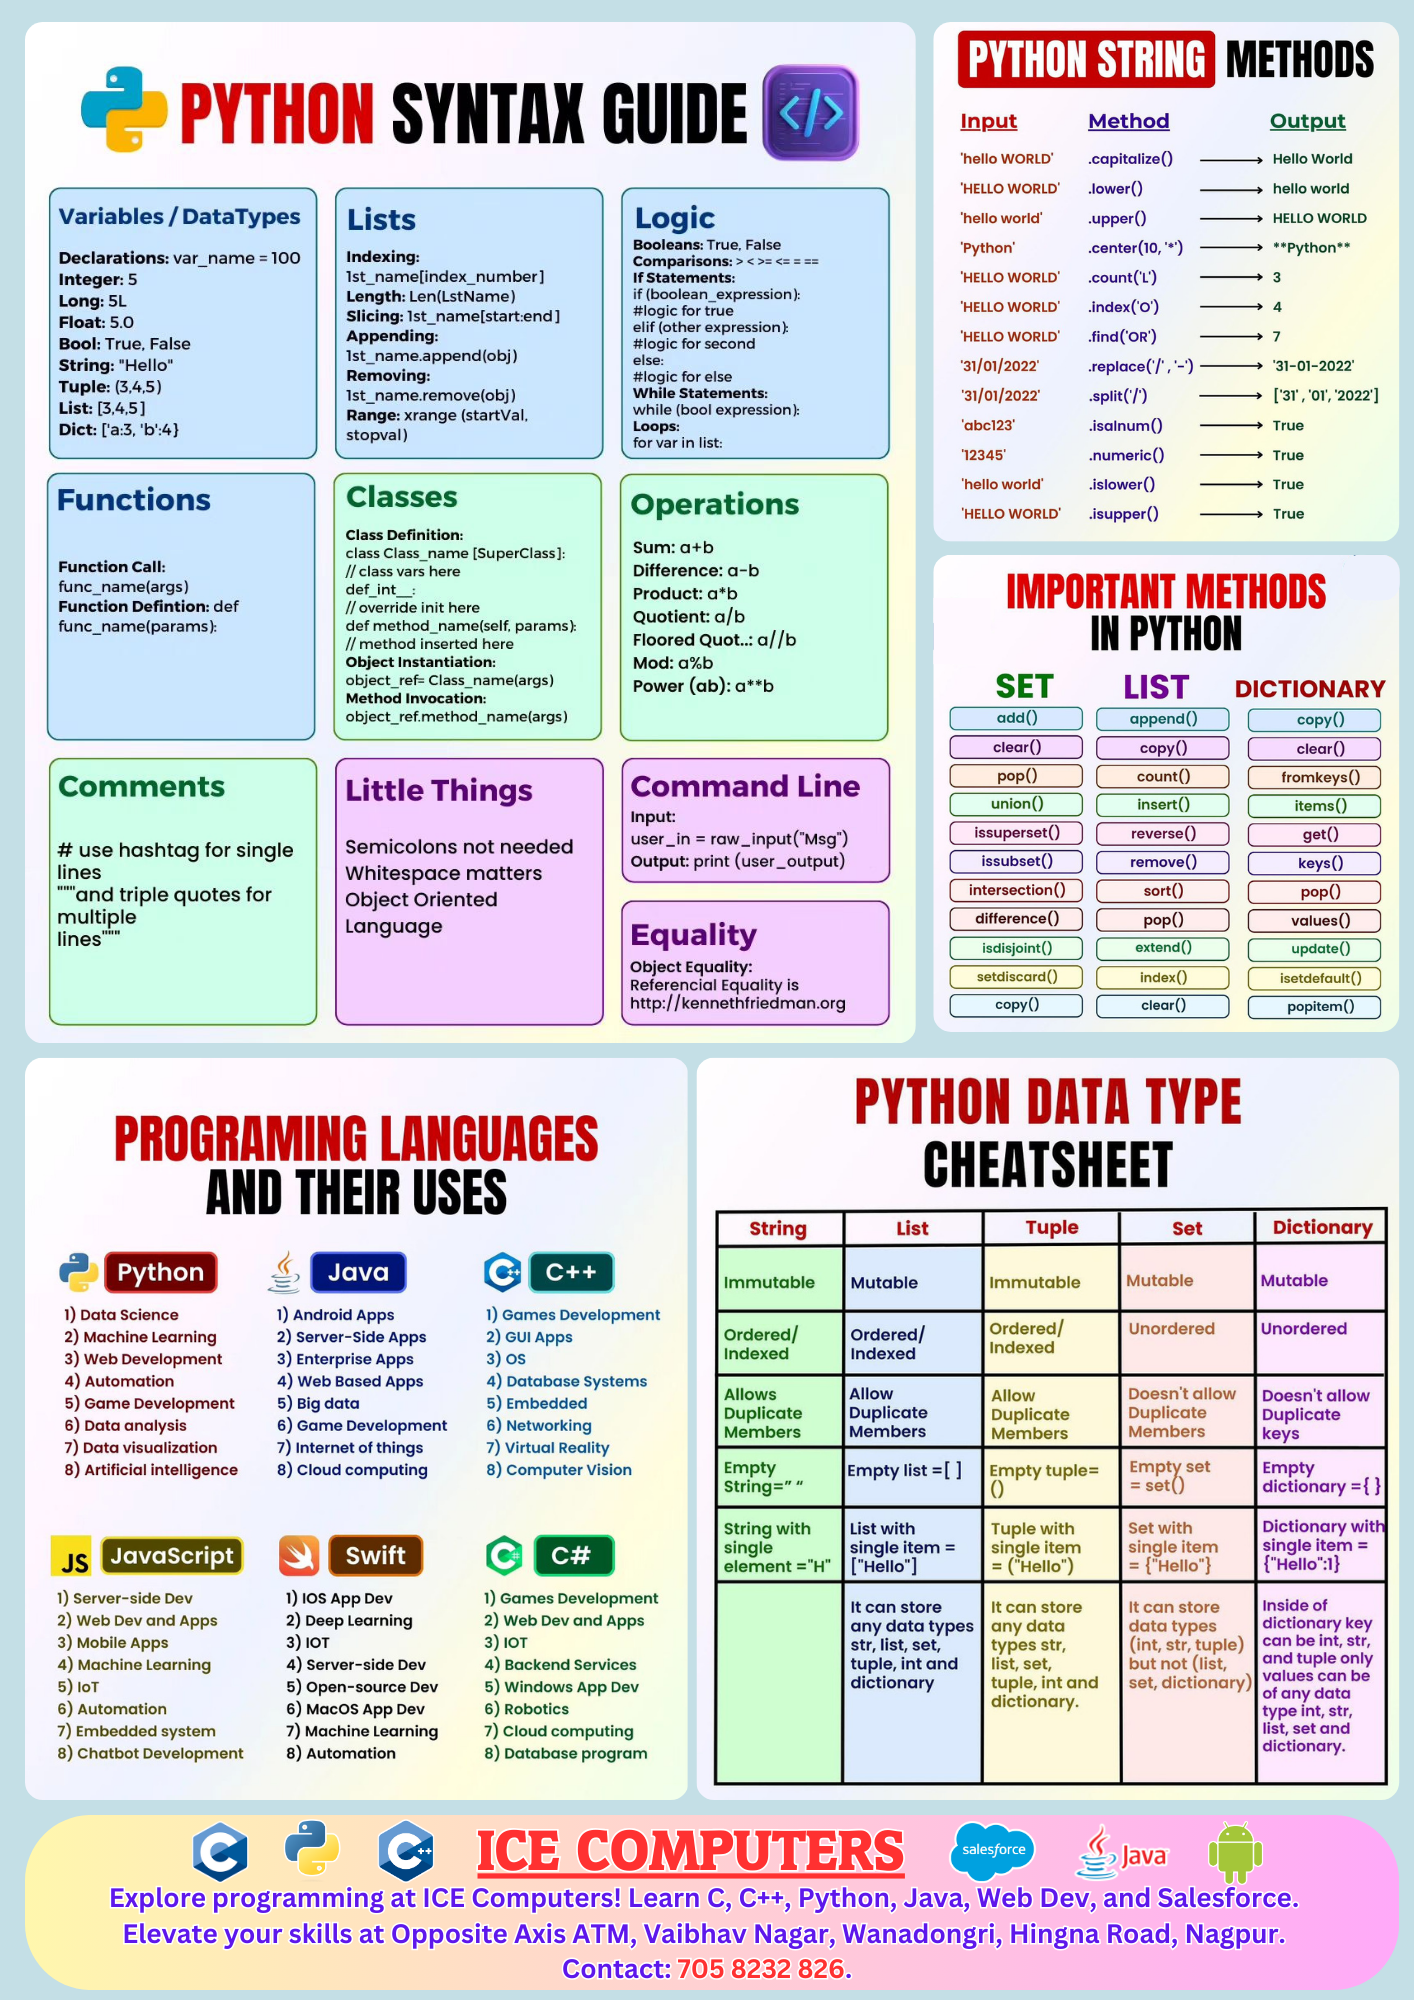 PYTHON SYNTAX GUIDE
Variables / DataTypes
Declarations: var_name = 100
Integer: 5
Long: 5L
Float: 5.0
Bool: True, False
String: "Hello"
Tuple: (3,4,5)
List: [3,4,5]
Dict: ['a:3, 'b':4}
Lists
Indexing:
1st_name[index_number]
Length: Len(LstName)
Slicing: 1st_name[start:end]
Appending:
1st_name.append(obj)
Removing:
1st_name.remove(obj)
Range: xrange (startVal,
stopval)
Logic
Booleans: True, False
Comparisons: > < >= <= = ==
If Statements:
if (boolean_expression):
#logic for true
elif (other expression):
#logic for second
else:
#logic for else
While Statements:
while (bool expression):
Loops:
for var in list:
Functions
Function Call:
func_name(args)
Function Defintion: def
func_name(params):
Classes
Class Definition:
class Class_name [SuperClass]:
// class vars here
def_int__:
// override init here
def method_name(self, params):
// method inserted here
Object Instantiation:
object_ref= Class_name(args)
Method Invocation:
object_ref.method_name(args)
Operations
Sum: a+b
Difference: a-b
Product: a*b
Quotient: a/b
Floored Quot..: a//b
Mod: a%b
Power (ab): a**b
Comments
# use hashtag for single
lines
"""and triple quotes for
multiple
lines"""
Little Things
Semicolons not needed
Whitespace matters
Object Oriented
Language
Command Line
Input:
user_in = raw_input("Msg")
Output: print (user_output)
Equality
Object Equality:
Referencial Equality is
http://kennethfriedman.org
PYTHON STRING METHODS
Input Method Output
'hello WORLD' .capitalize() Hello World
'HELLO WORLD' .lower() hello world
'hello world' .upper() HELLO WORLD
'Python' .center(10, '*') **Python**
'HELLO WORLD' .count('L') 3
'HELLO WORLD' .index('O') 4
'HELLO WORLD' .find('OR') 7
'31/01/2022' .replace('/' , '-') '31-01-2022'
'31/01/2022' .split('/') ['31' , '01', '2022']
'abc123' .isalnum() True
'12345' .numeric() True
'hello world' .islower() True
'HELLO WORLD' .isupper() True
IMPORTANT METHODS
IN PYTHON
SET LIST DICTIONARY
add() append() copy()
clear() copy() clear()
pop() count() fromkeys()
union() insert() items()
issuperset() reverse() get()
issubset() remove() keys()
intersection() sort() pop()
difference() pop() values()
isdisjoint() extend() update()
setdiscard() index() isetdefault()
copy() clear() popitem()
PROGRAMING LANGUAGES
AND THEIR USES
Python
1) Data Science
2) Machine Learning
3) Web Development
4) Automation
5) Game Development
6) Data analysis
7) Data visualization
8) Artificial intelligence
Java
1) Android Apps
2) Server-Side Apps
3) Enterprise Apps
4) Web Based Apps
5) Big data
6) Game Development
7) Internet of things
8) Cloud computing
C++
C++
1) Games Development
2) GUI Apps
3) OS
4) Database Systems
5) Embedded
6) Networking
7) Virtual Reality
8) Computer Vision
JS
JavaScript
1) Server-side Dev
2) Web Dev and Apps
3) Mobile Apps
4) Machine Learning
5) IoT
6) Automation
7) Embedded system
8) Chatbot Development
Swift
1) IOS App Dev
2) Deep Learning
3) IOT
4) Server-side Dev
5) Open-source Dev
6) MacOS App Dev
7) Machine Learning
8) Automation
C#
C#
1) Games Development
2) Web Dev and Apps
3) IOT
4) Backend Services
5) Windows App Dev
6) Robotics
7) Cloud computing
8) Database program
PYTHON DATA TYPE
CHEATSHEET
String List Tuple Set Dictionary
Immutable Mutable Immutable Mutable Mutable
Ordered/
Indexed
Ordered/
Indexed
Ordered/
Indexed
Unordered
Unordered
Allows
Duplicate
Members
Allow
Duplicate
Members
Allow
Duplicate
Members
Doesn't allow
Duplicate
Members
Doesn't allow
Duplicate
keys
Empty
String=” “
Empty list =[ ]
Empty tuple=
()
Empty set
= set()
Empty
dictionary ={ }
String with
single
element ="H"
List with
single item =
["Hello"]
Tuple with
single item
= ("Hello")
Set with
single item
= {"Hello"}
Dictionary with
single item =
{"Hello":1}
It can store
any data types
str, list, set,
tuple, int and
dictionary
It can store
any data
types str,
list, set,
tuple, int and
dictionary.
It can store
data types
(int, str, tuple)
but not (list,
set, dictionary)
Inside of
dictionary key
can be int, str,
and tuple only
values can be
of any data
type int, str,
list, set and
dictionary.
C C++ ICE COMPUTERS salesforce Java
Explore programming at ICE Computers! Learn C, C++, Python, Java, Web Dev, and Salesforce.
Elevate your skills at Opposite Axis ATM, Vaibhav Nagar, Wanadongri, Hingna Road, Nagpur.
Contact: 705 8232 826.